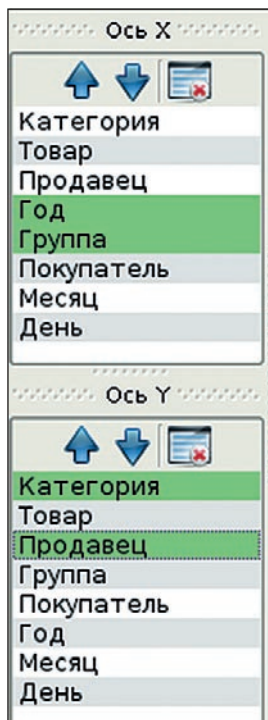 Ось X
Категория
Товар
Продавец
Год
Группа
Покупатель
Месяц
День
Ось Y
Категория
Товар
Продавец
Группа
Покупатель
Год
Месяц
День